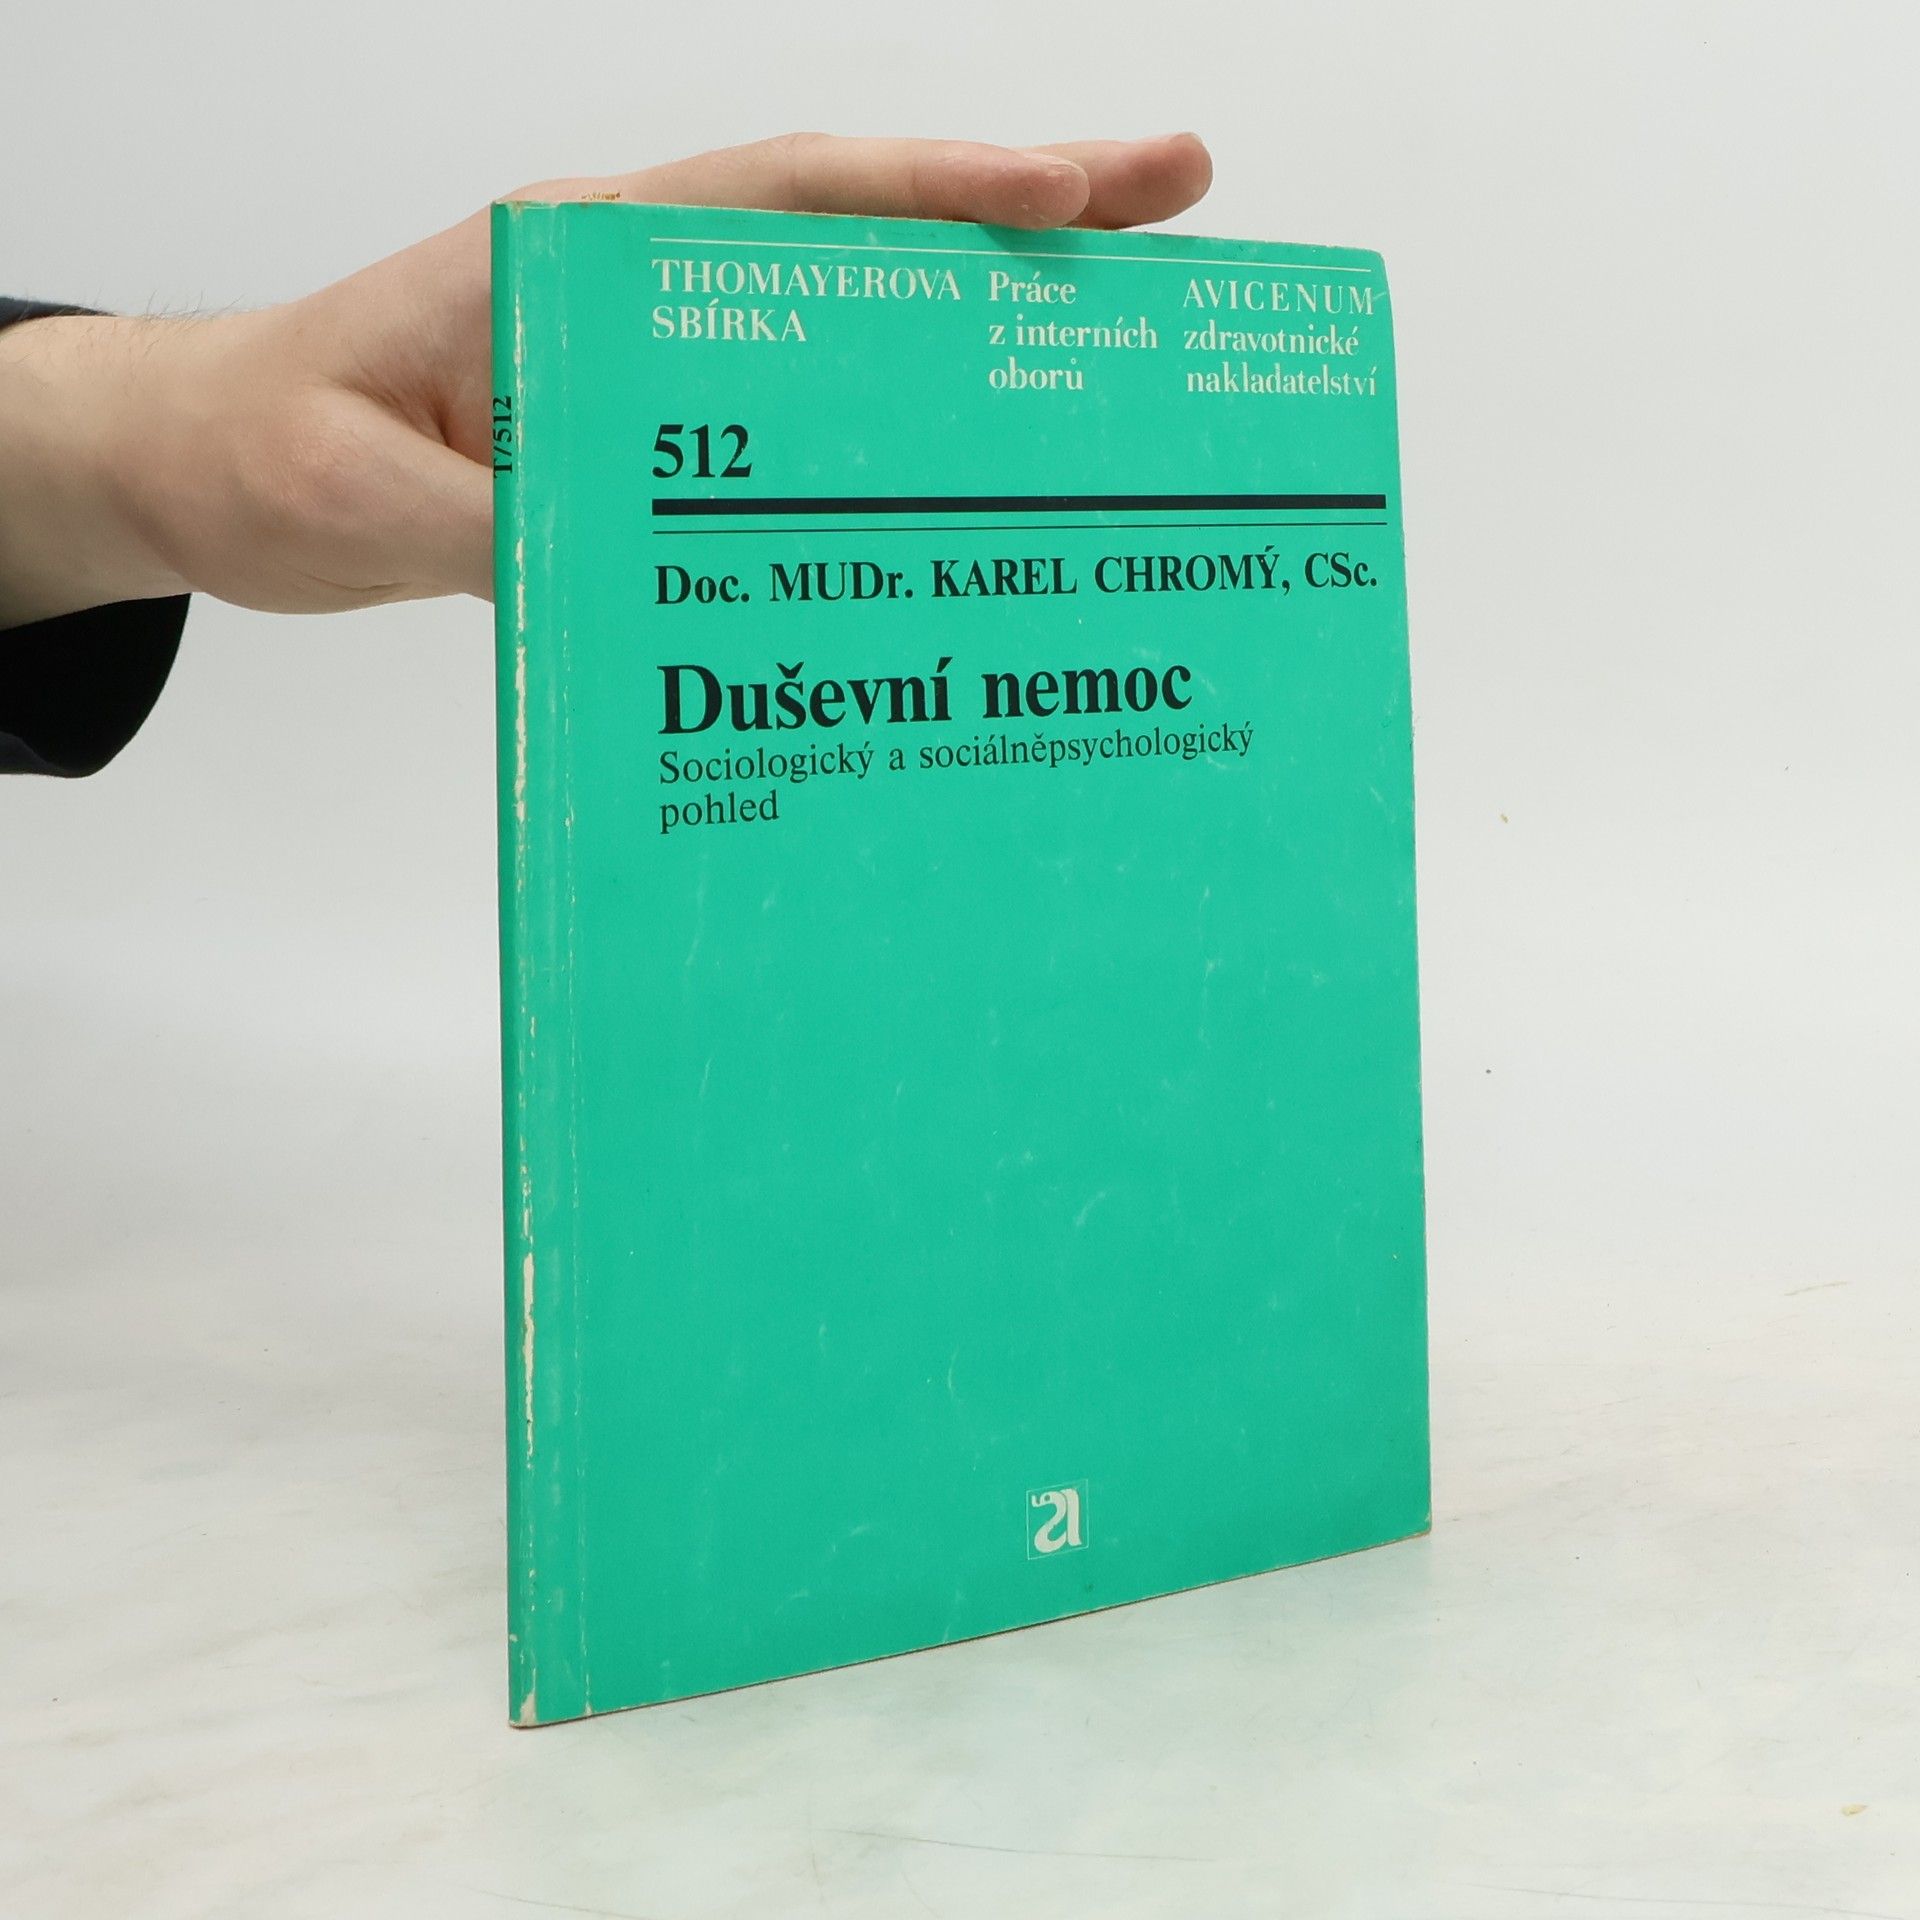 THOMAYEROVA
SBÍRKA
Práce
z interních
oborů
AVICENUM
zdravotnické
nakladatelství
512
Doc. MUDr. KAREL CHROMÝ, CSc.
Duševní nemoc
Sociologický a sociálněpsychologický
pohled
T/512